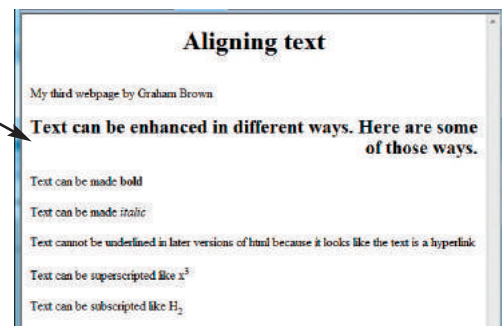 Aligning text
My third webpage by Graham Brown
Text can be enhanced in different ways. Here are some
of those ways.
Text can be made bold
Text can be made italic
Text cannot be underlined in later versions of html because it looks like the text is a hyperlink
Text can be superscripted like x³
Text can be subscripted like H₂